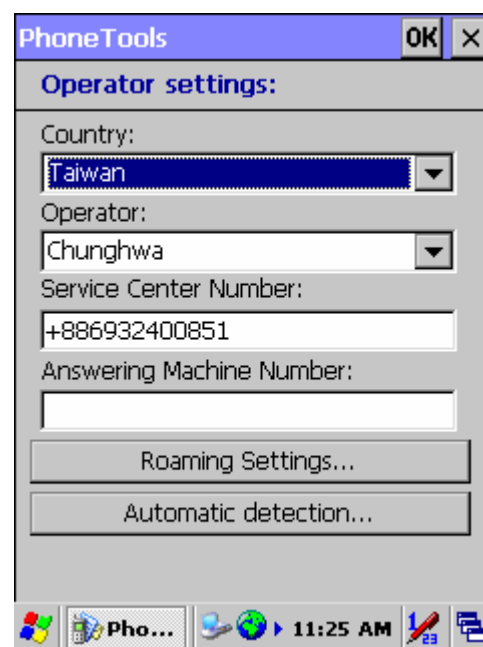 PhoneTools OK ×
Operator settings:
Country:
Taiwan
Operator:
Chunghwa
Service Center Number:
+886932400851
Answering Machine Number:
Roaming Settings...
Automatic detection...
Pho... 11:25 AM 23